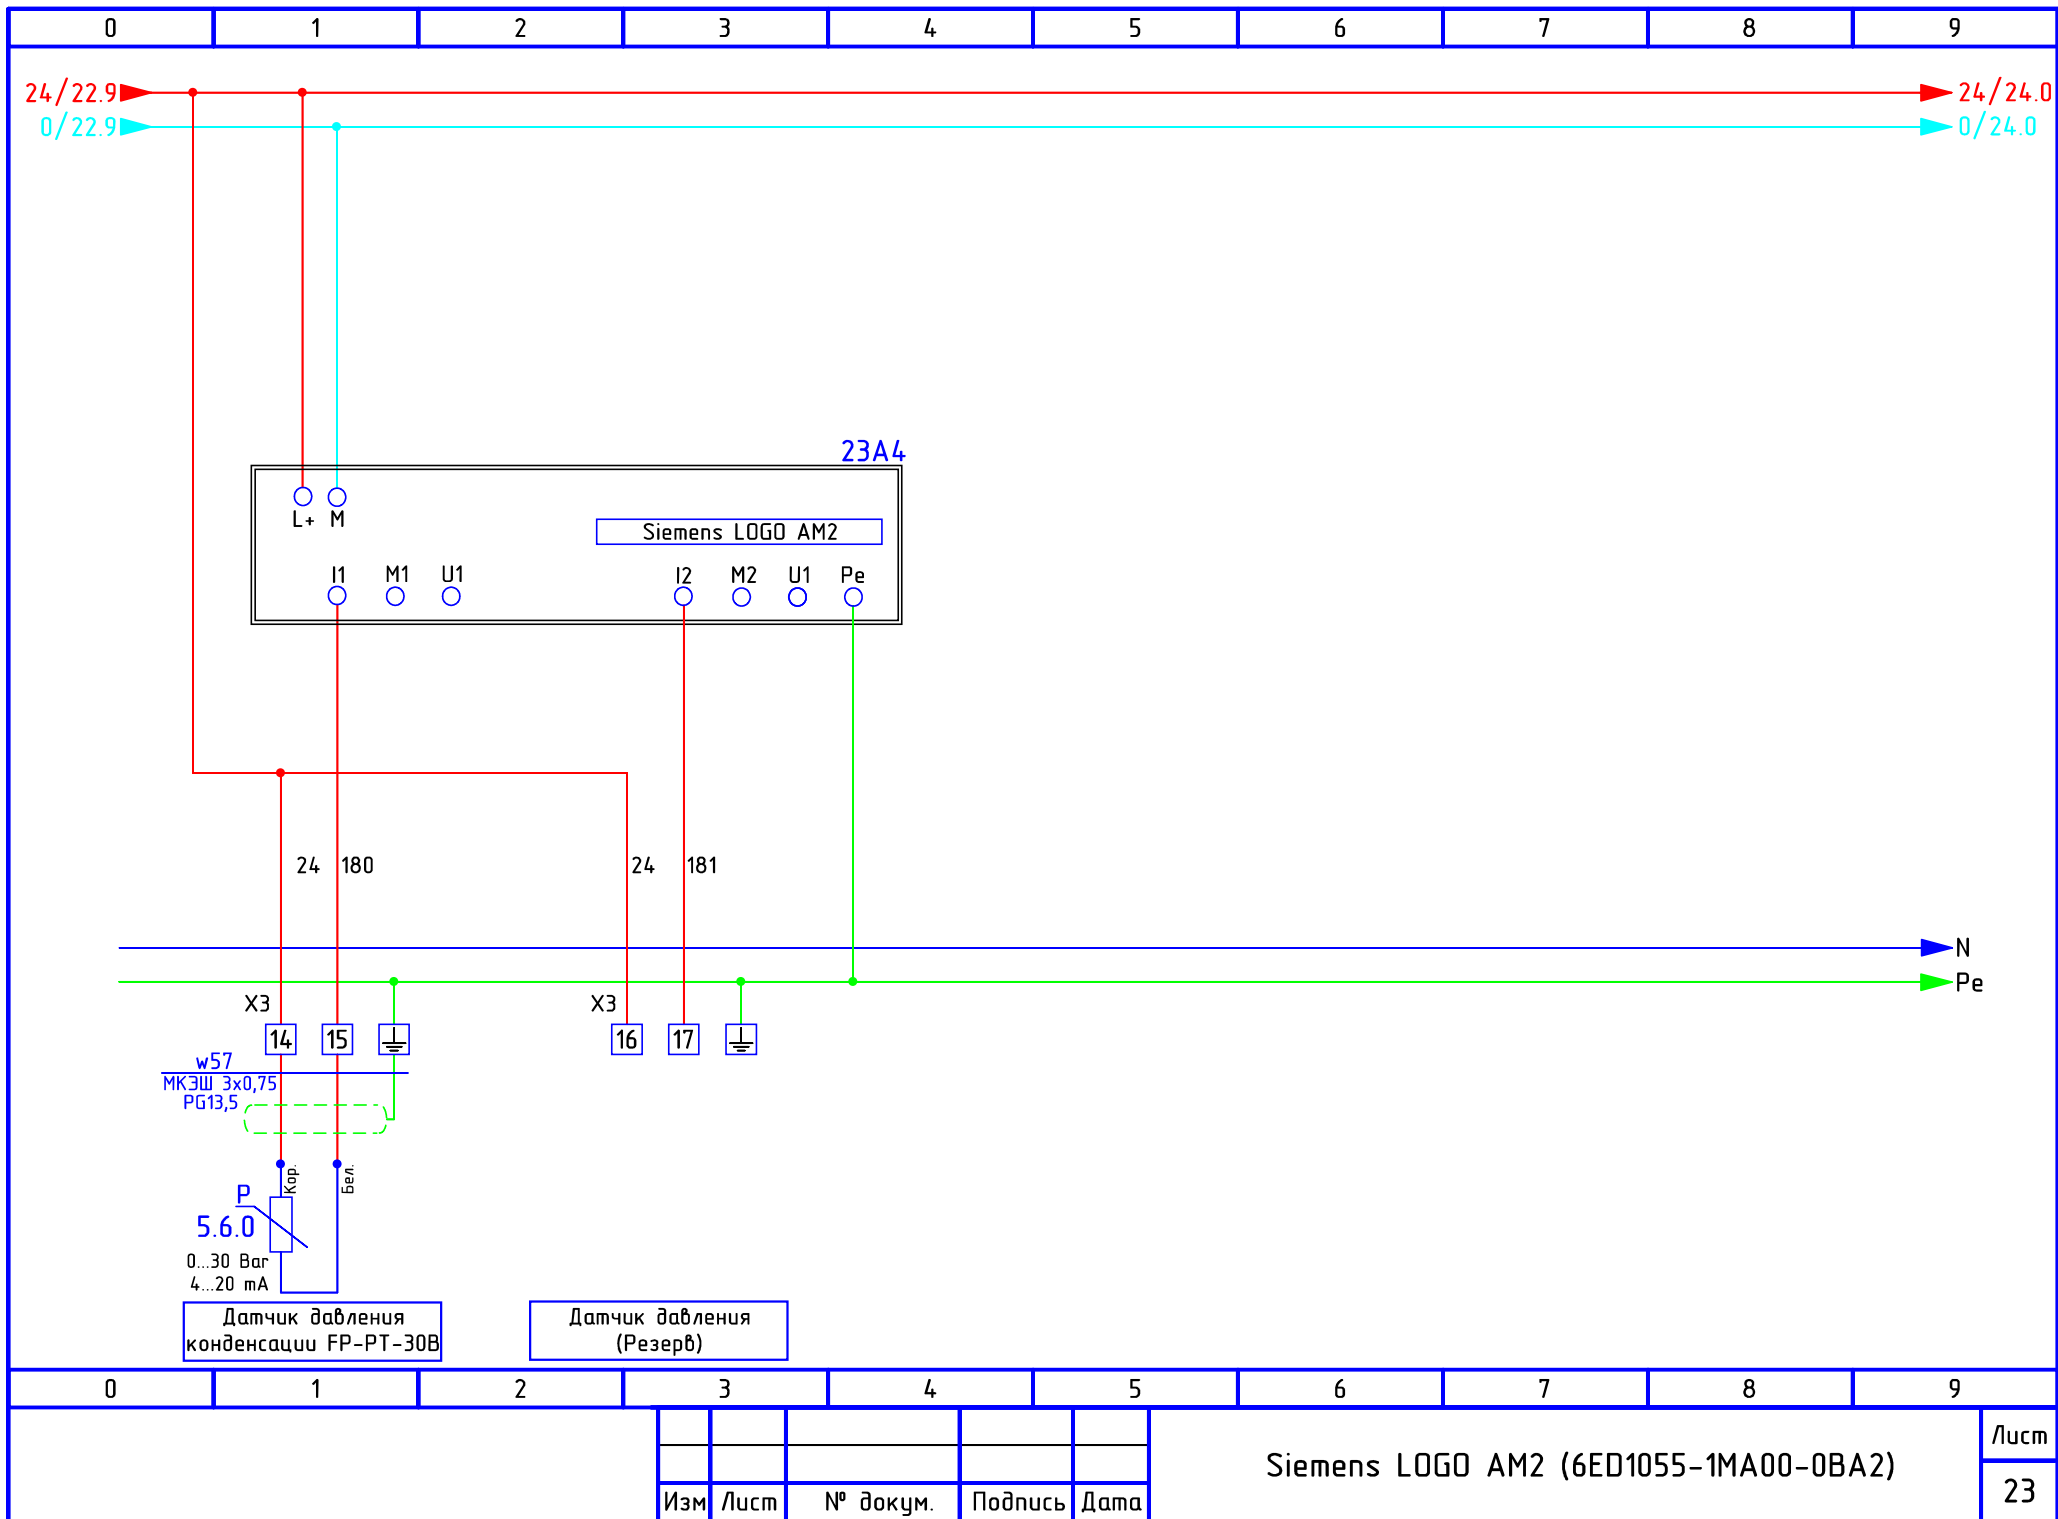 0 1 2 3 4 5 6 7 8 9
24/22.9 24/24.0
0/22.9 0/24.0
23A4
L+ M
Siemens LOGO AM2
I1 M1 U1 I2 M2 U1 Pe
24 180 24 181
N
Pe
X3 X3
14 15 16 17
w57
МКЭШ 3x0,75
PG13,5
Кор. Бел.
P
5.6.0
0...30 Bar
4...20 mA
Датчик давления
конденсации FP-PT-30B
Датчик давления
(Резерв)
0 1 2 3 4 5 6 7 8 9
Изм Лист № докум. Подпись Дата
Siemens LOGO AM2 (6ED1055-1MA00-0BA2)
Лист
23